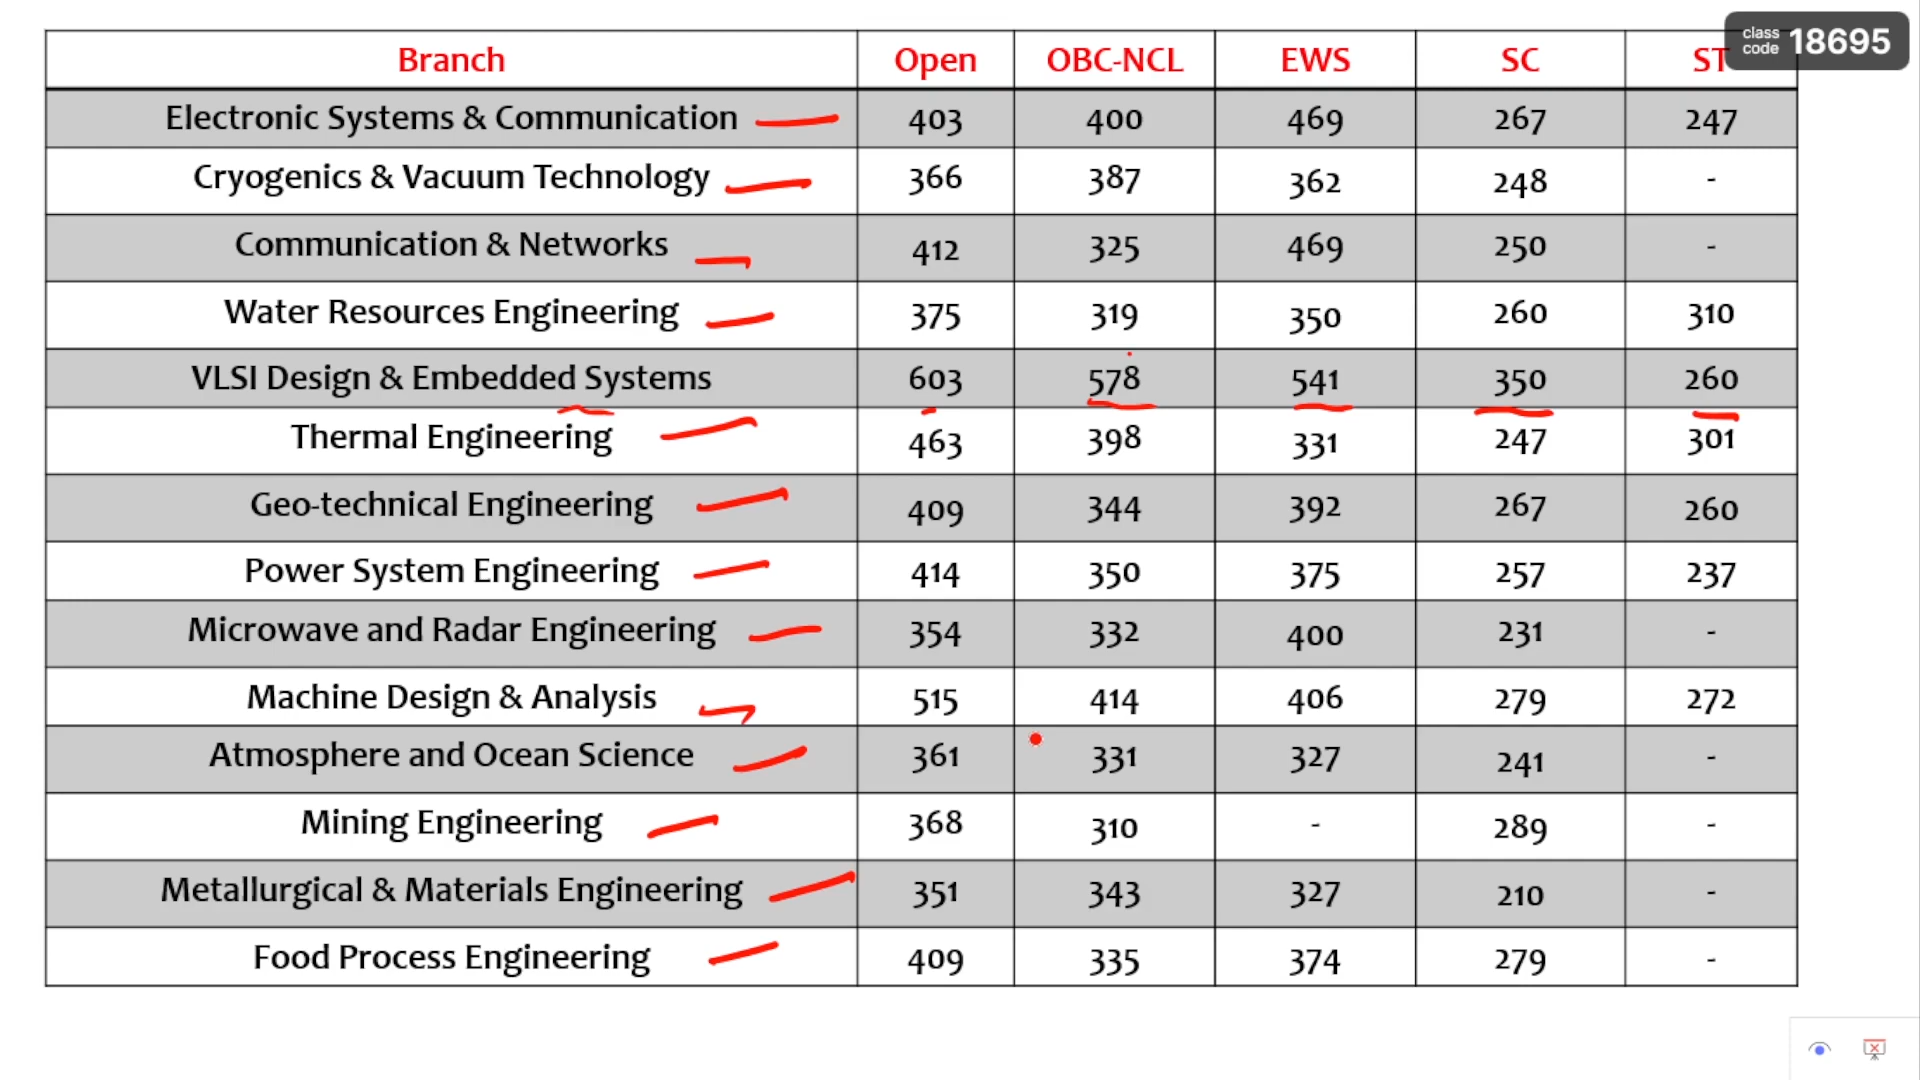 class code 18695
Branch Open OBC-NCL EWS SC ST
Electronic Systems & Communication 403 400 469 267 247
Cryogenics & Vacuum Technology 366 387 362 248 -
Communication & Networks 412 325 469 250 -
Water Resources Engineering 375 319 350 260 310
VLSI Design & Embedded Systems 603 578 541 350 260
Thermal Engineering 463 398 331 247 301
Geo-technical Engineering 409 344 392 267 260
Power System Engineering 414 350 375 257 237
Microwave and Radar Engineering 354 332 400 231 -
Machine Design & Analysis 515 414 406 279 272
Atmosphere and Ocean Science 361 331 327 241 -
Mining Engineering 368 310 - 289 -
Metallurgical & Materials Engineering 351 343 327 210 -
Food Process Engineering 409 335 374 279 -